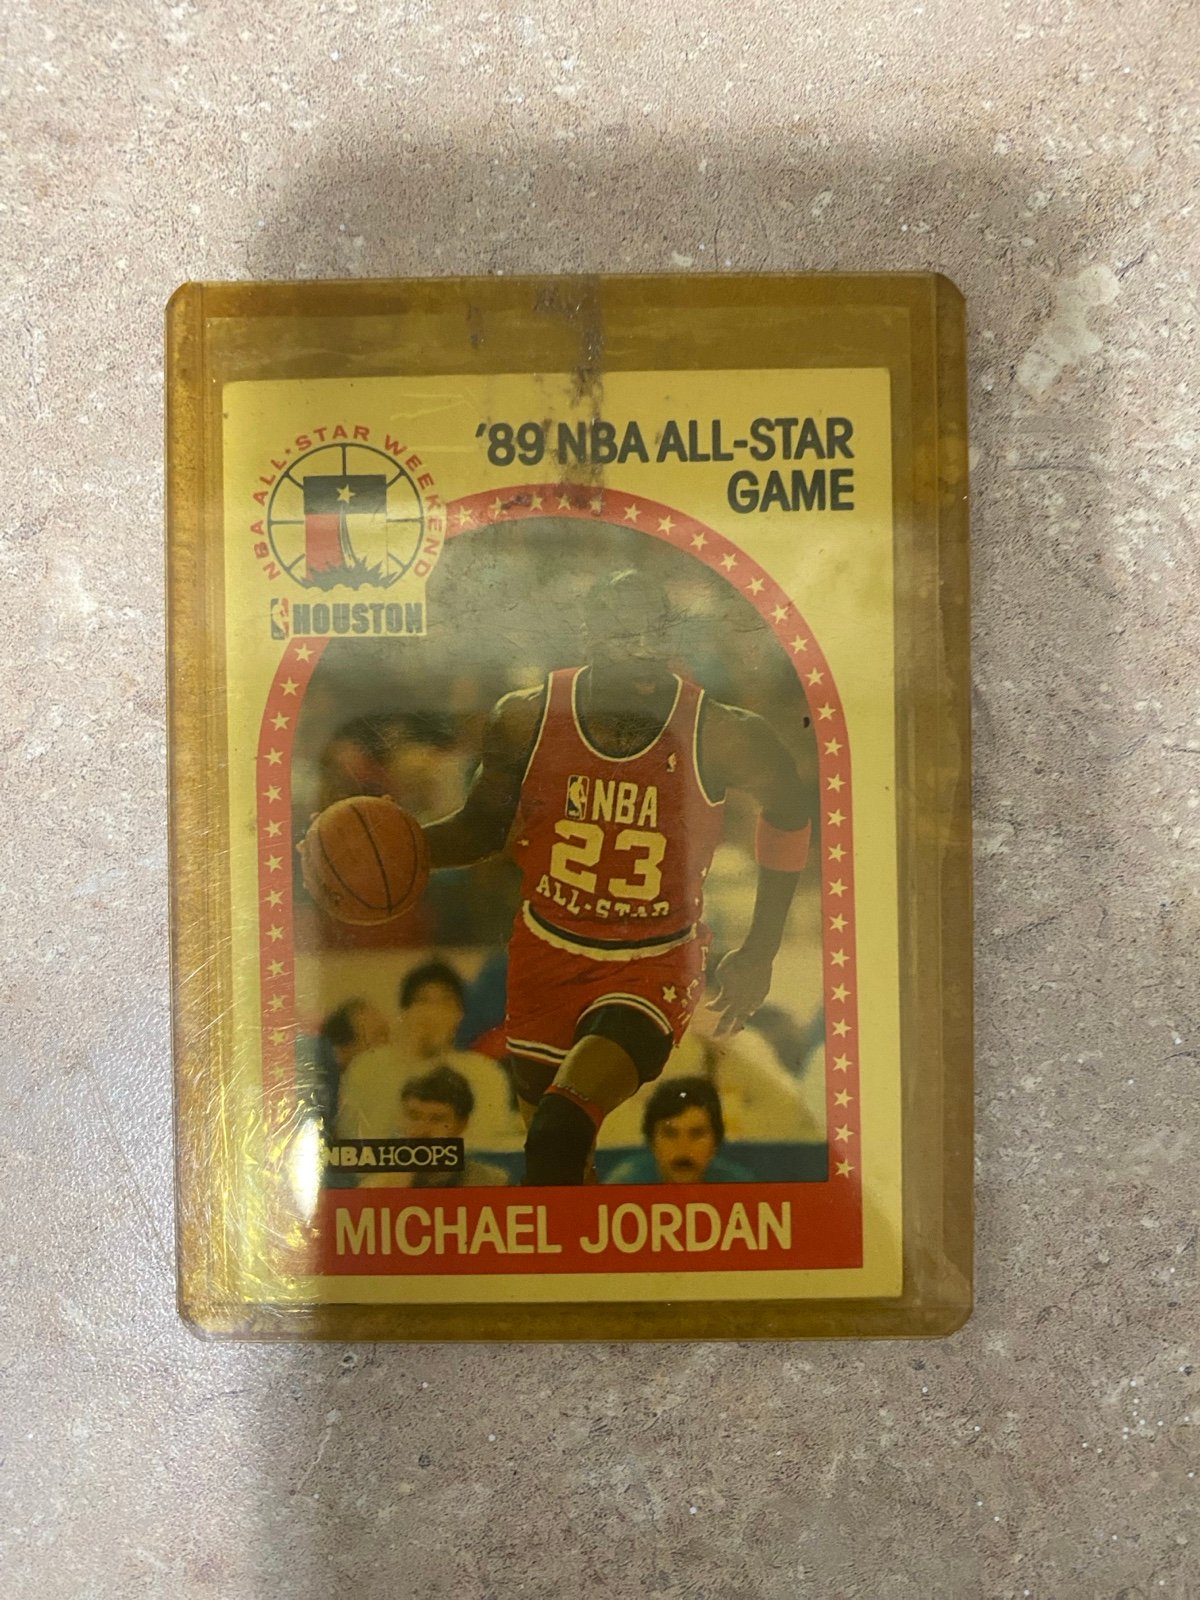 '89 NBA ALL-STAR
GAME
NBA ALL-STAR WEEKEND
HOUSTON
NBA
23
ALL-STAR
NBA HOOPS
MICHAEL JORDAN